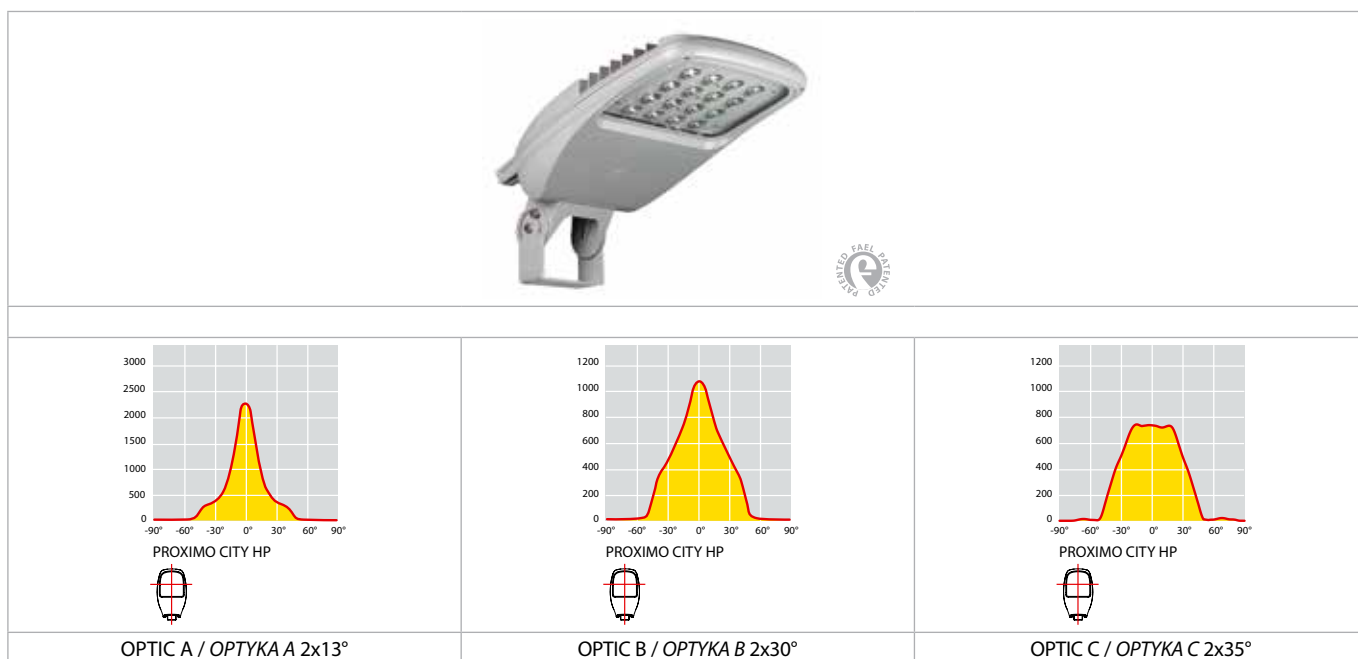 PATENTED FAEL PATENTED
3000
2500
2000
1500
1000
500
0
-90° -60° -30° 0° 30° 60° 90°
PROXIMO CITY HP
OPTIC A / OPTYKA A 2x13°
1200
1000
800
600
400
200
0
-90° -60° -30° 0° 30° 60° 90°
PROXIMO CITY HP
OPTIC B / OPTYKA B 2x30°
1200
1000
800
600
400
200
0
-90° -60° -30° 0° 30° 60° 90°
PROXIMO CITY HP
OPTIC C / OPTYKA C 2x35°